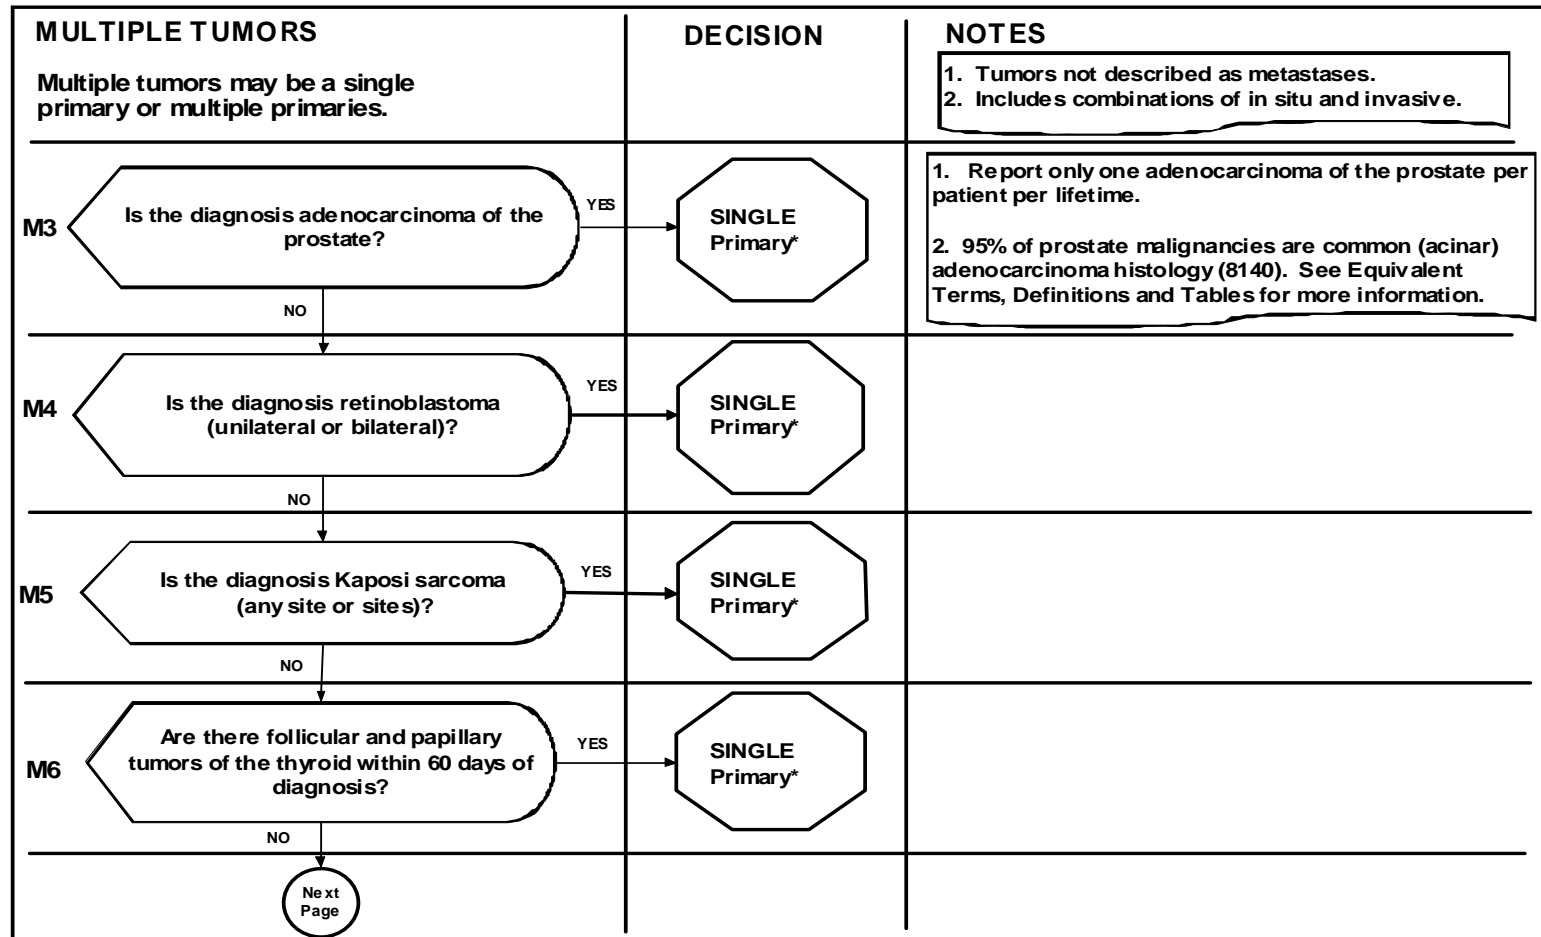 MULTIPLE TUMORS
DECISION
NOTES
Multiple tumors may be a single
primary or multiple primaries.
1. Tumors not described as metastases.
2. Includes combinations of in situ and invasive.
M3
Is the diagnosis adenocarcinoma of the
prostate?
YES
SINGLE
Primary*
1. Report only one adenocarcinoma of the prostate per
patient per lifetime.
2. 95% of prostate malignancies are common (acinar)
adenocarcinoma histology (8140). See Equivalent
Terms, Definitions and Tables for more information.
NO
M4
Is the diagnosis retinoblastoma
(unilateral or bilateral)?
YES
SINGLE
Primary*
NO
M5
Is the diagnosis Kaposi sarcoma
(any site or sites)?
YES
SINGLE
Primary*
NO
M6
Are there follicular and papillary
tumors of the thyroid within 60 days of
diagnosis?
YES
SINGLE
Primary*
NO
Next
Page